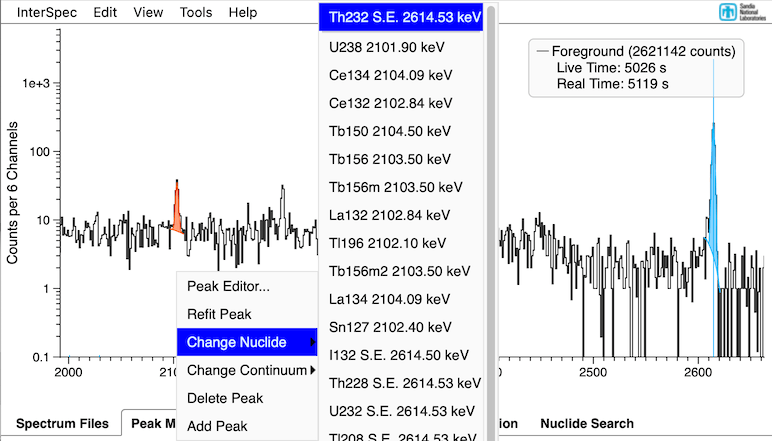 InterSpec Edit View Tools Help
Sandia
National
Laboratories
Th232 S.E. 2614.53 keV
U238 2101.90 keV
Ce134 2104.09 keV
Ce132 2102.84 keV
Tb150 2104.50 keV
Tb156 2103.50 keV
Tb156m 2103.50 keV
La132 2102.84 keV
Tl196 2102.10 keV
Tb156m2 2103.50 keV
La134 2104.09 keV
Sn127 2102.40 keV
I132 S.E. 2614.50 keV
Th228 S.E. 2614.53 keV
U232 S.E. 2614.53 keV
Tl208 S.E. 2614.53 keV
Foreground (2621142 counts)
Live Time: 5026 s
Real Time: 5119 s
Counts per 6 Channels
1e+3
100
10
1
0.1
2000
2500
2600
Peak Editor...
Refit Peak
Change Nuclide
Change Continuum
Delete Peak
Add Peak
Spectrum Files
Peak M
ion
Nuclide Search